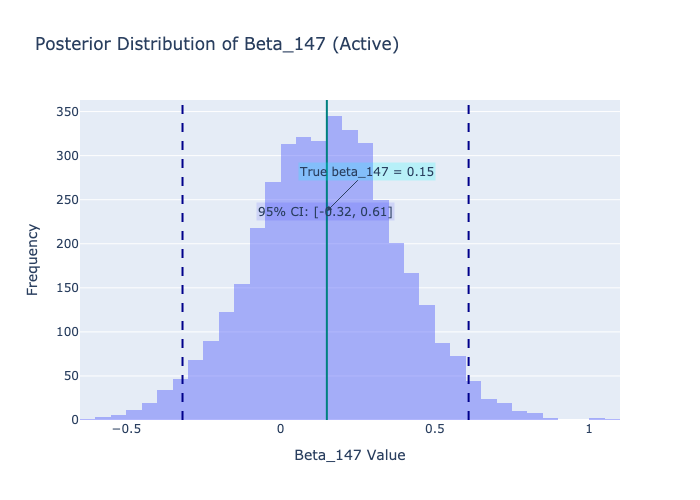 Posterior Distribution of Beta_147 (Active)
350
300
250
200
150
100
50
0
Frequency
True beta_147 = 0.15
95% CI: [-0.32, 0.61]
−0.5
0
0.5
1
Beta_147 Value